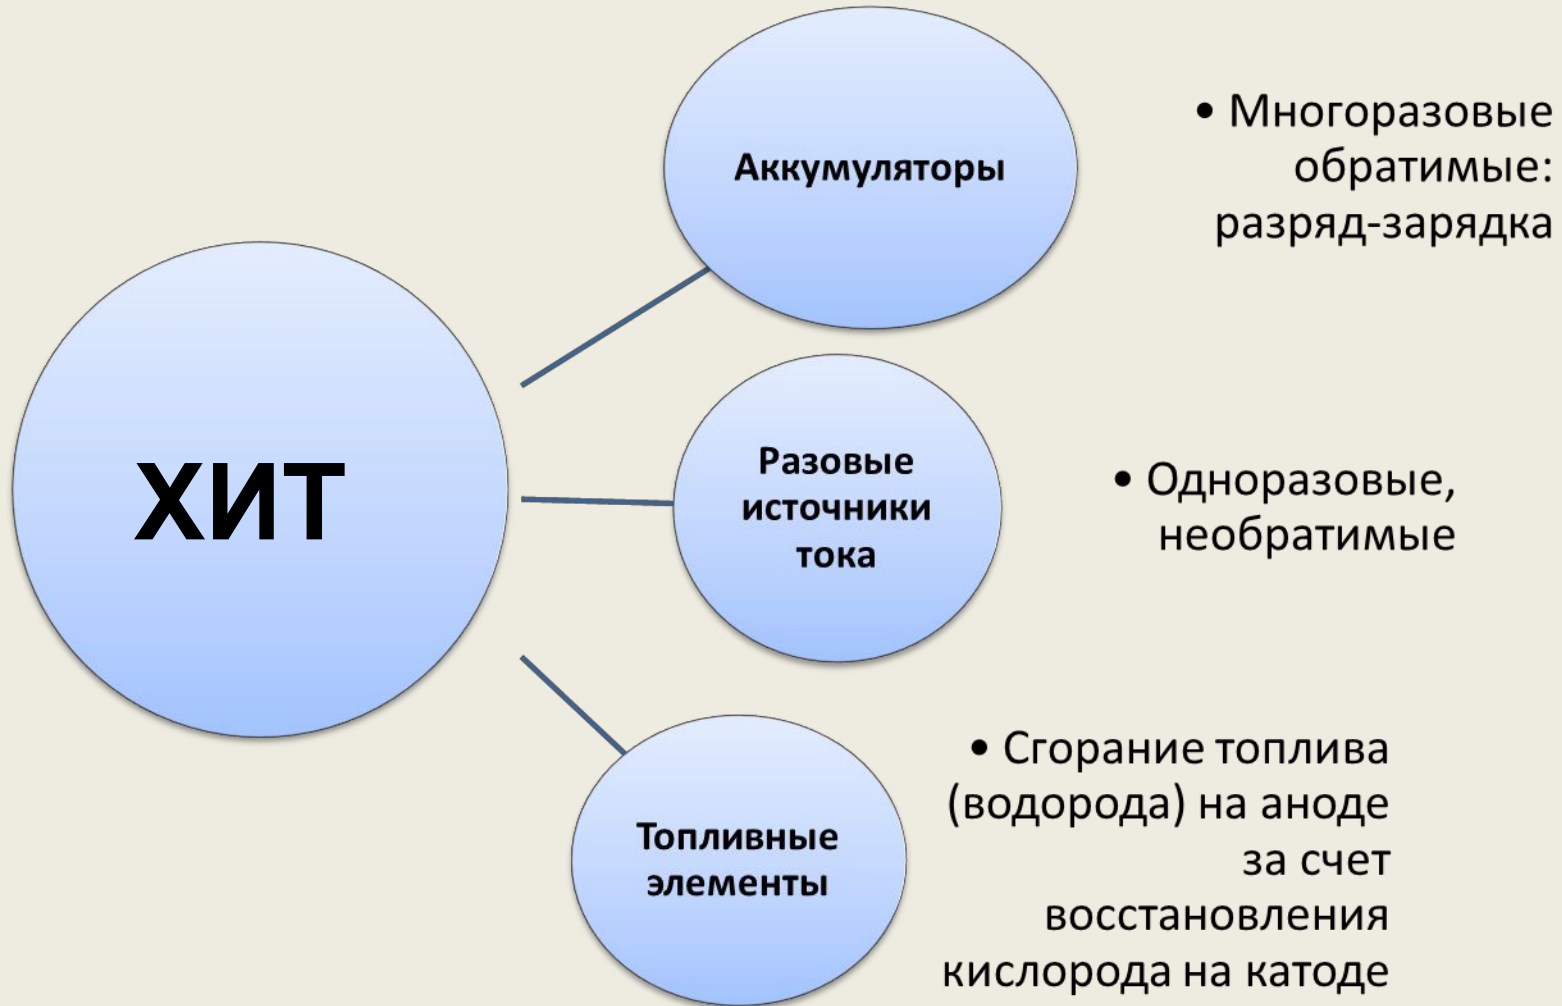 ХИТ
Аккумуляторы
• Многоразовые
обратимые:
разряд-зарядка
Разовые
источники
тока
• Одноразовые,
необратимые
Топливные
элементы
• Сгорание топлива
(водорода) на аноде
за счет
восстановления
кислорода на катоде